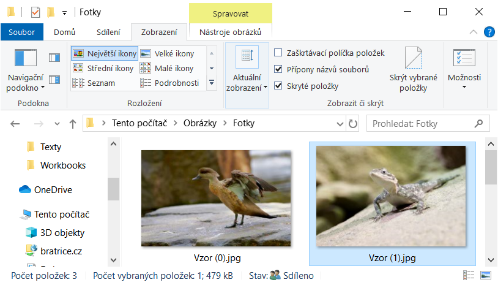 Fotky
Spravovat
Soubor Domů Sdílení Zobrazení Nástroje obrázků
Navigační podokno
Největší ikony Velké ikony
Střední ikony Malé ikony
Seznam Podrobnosti
Aktuální zobrazení
Zaškrtávací políčka položek
Přípony názvů souborů
Skryté položky
Skrýt vybrané položky
Možnosti
Podokna Rozložení Zobrazit či skrýt
Tento počítač > Obrázky > Fotky
Prohledat: Fotky
Texty
Workbooks
OneDrive
Tento počítač
3D objekty
bratrice.cz
Vzor (0).jpg Vzor (1).jpg
Počet položek: 3 Počet vybraných položek: 1; 479 kB Stav: Sdíleno